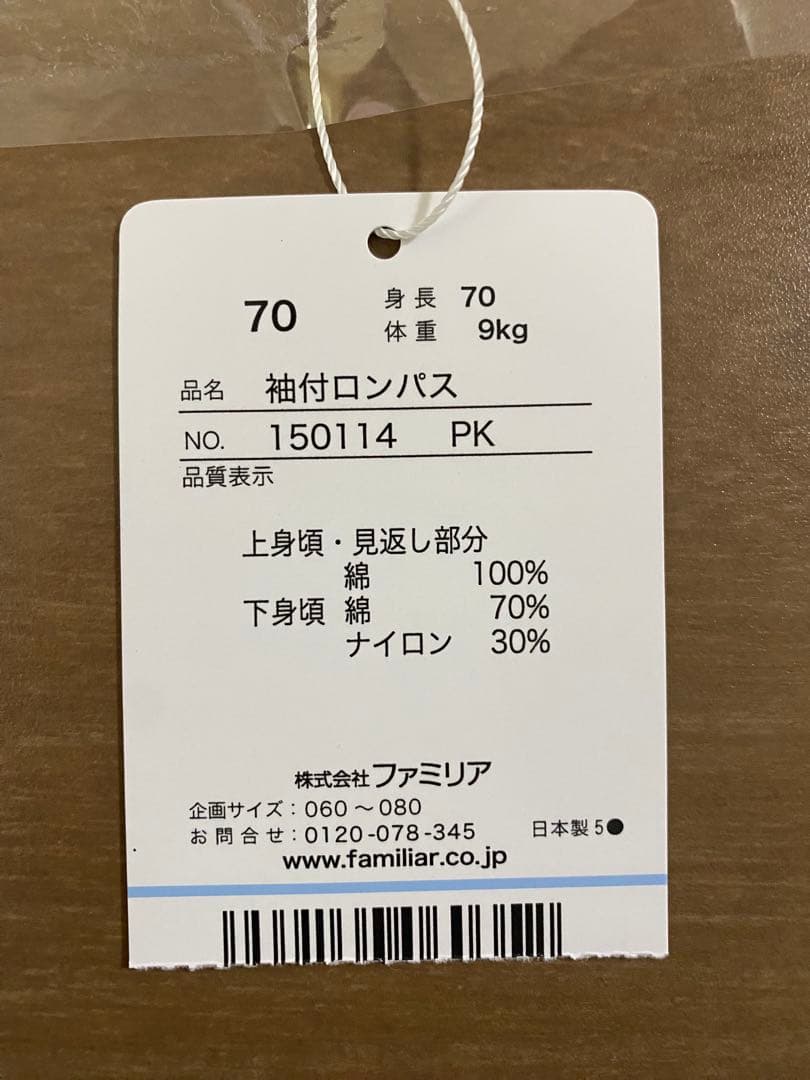 70
身長 70
体重 9kg
品名 袖付ロンパス
NO. 150114 PK
品質表示
上身頃・見返し部分
綿 100%
下身頃 綿 70%
ナイロン 30%
株式会社ファミリア
企画サイズ：060〜080
お問合せ：0120-078-345
日本製 5●
www.familiar.co.jp